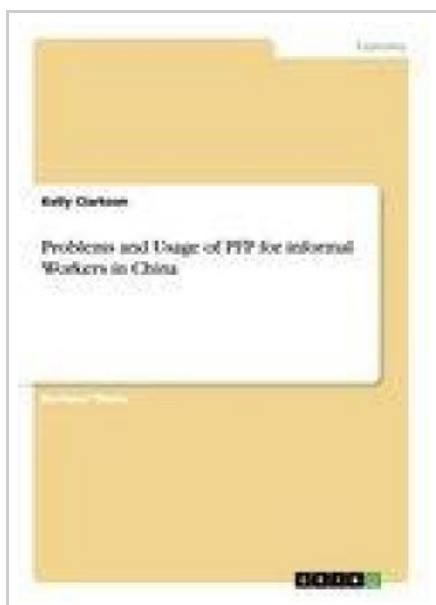 Kelly Clarkson
Problems and Usage of PFP for informal
Workers in China